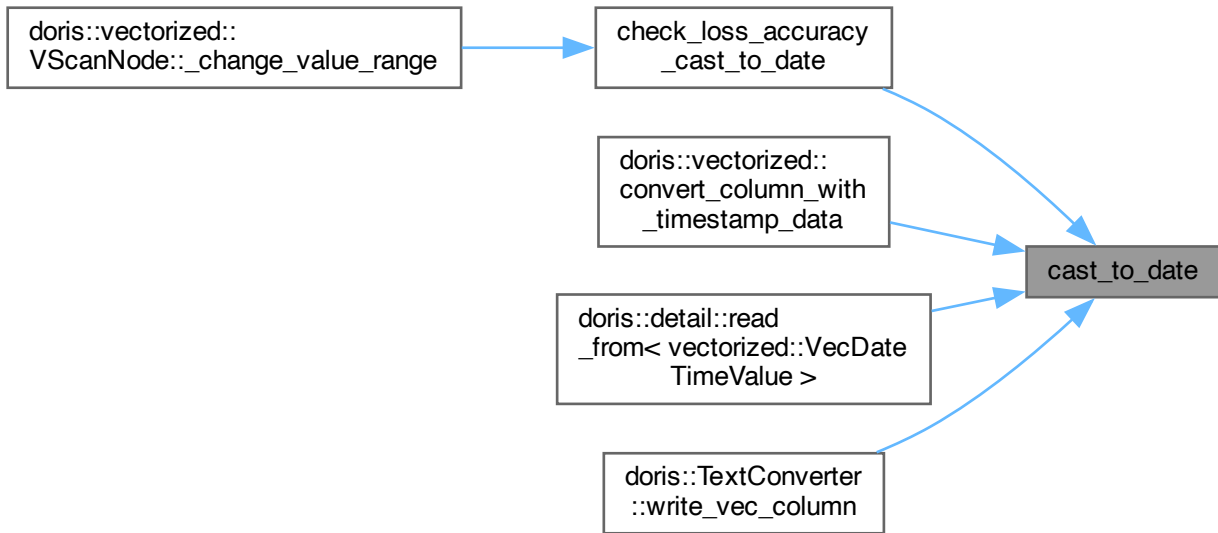 doris::vectorized::
VScanNode::_change_value_range
check_loss_accuracy
_cast_to_date
doris::vectorized::
convert_column_with
_timestamp_data
cast_to_date
doris::detail::read
_from< vectorized::VecDate
TimeValue >
doris::TextConverter
::write_vec_column